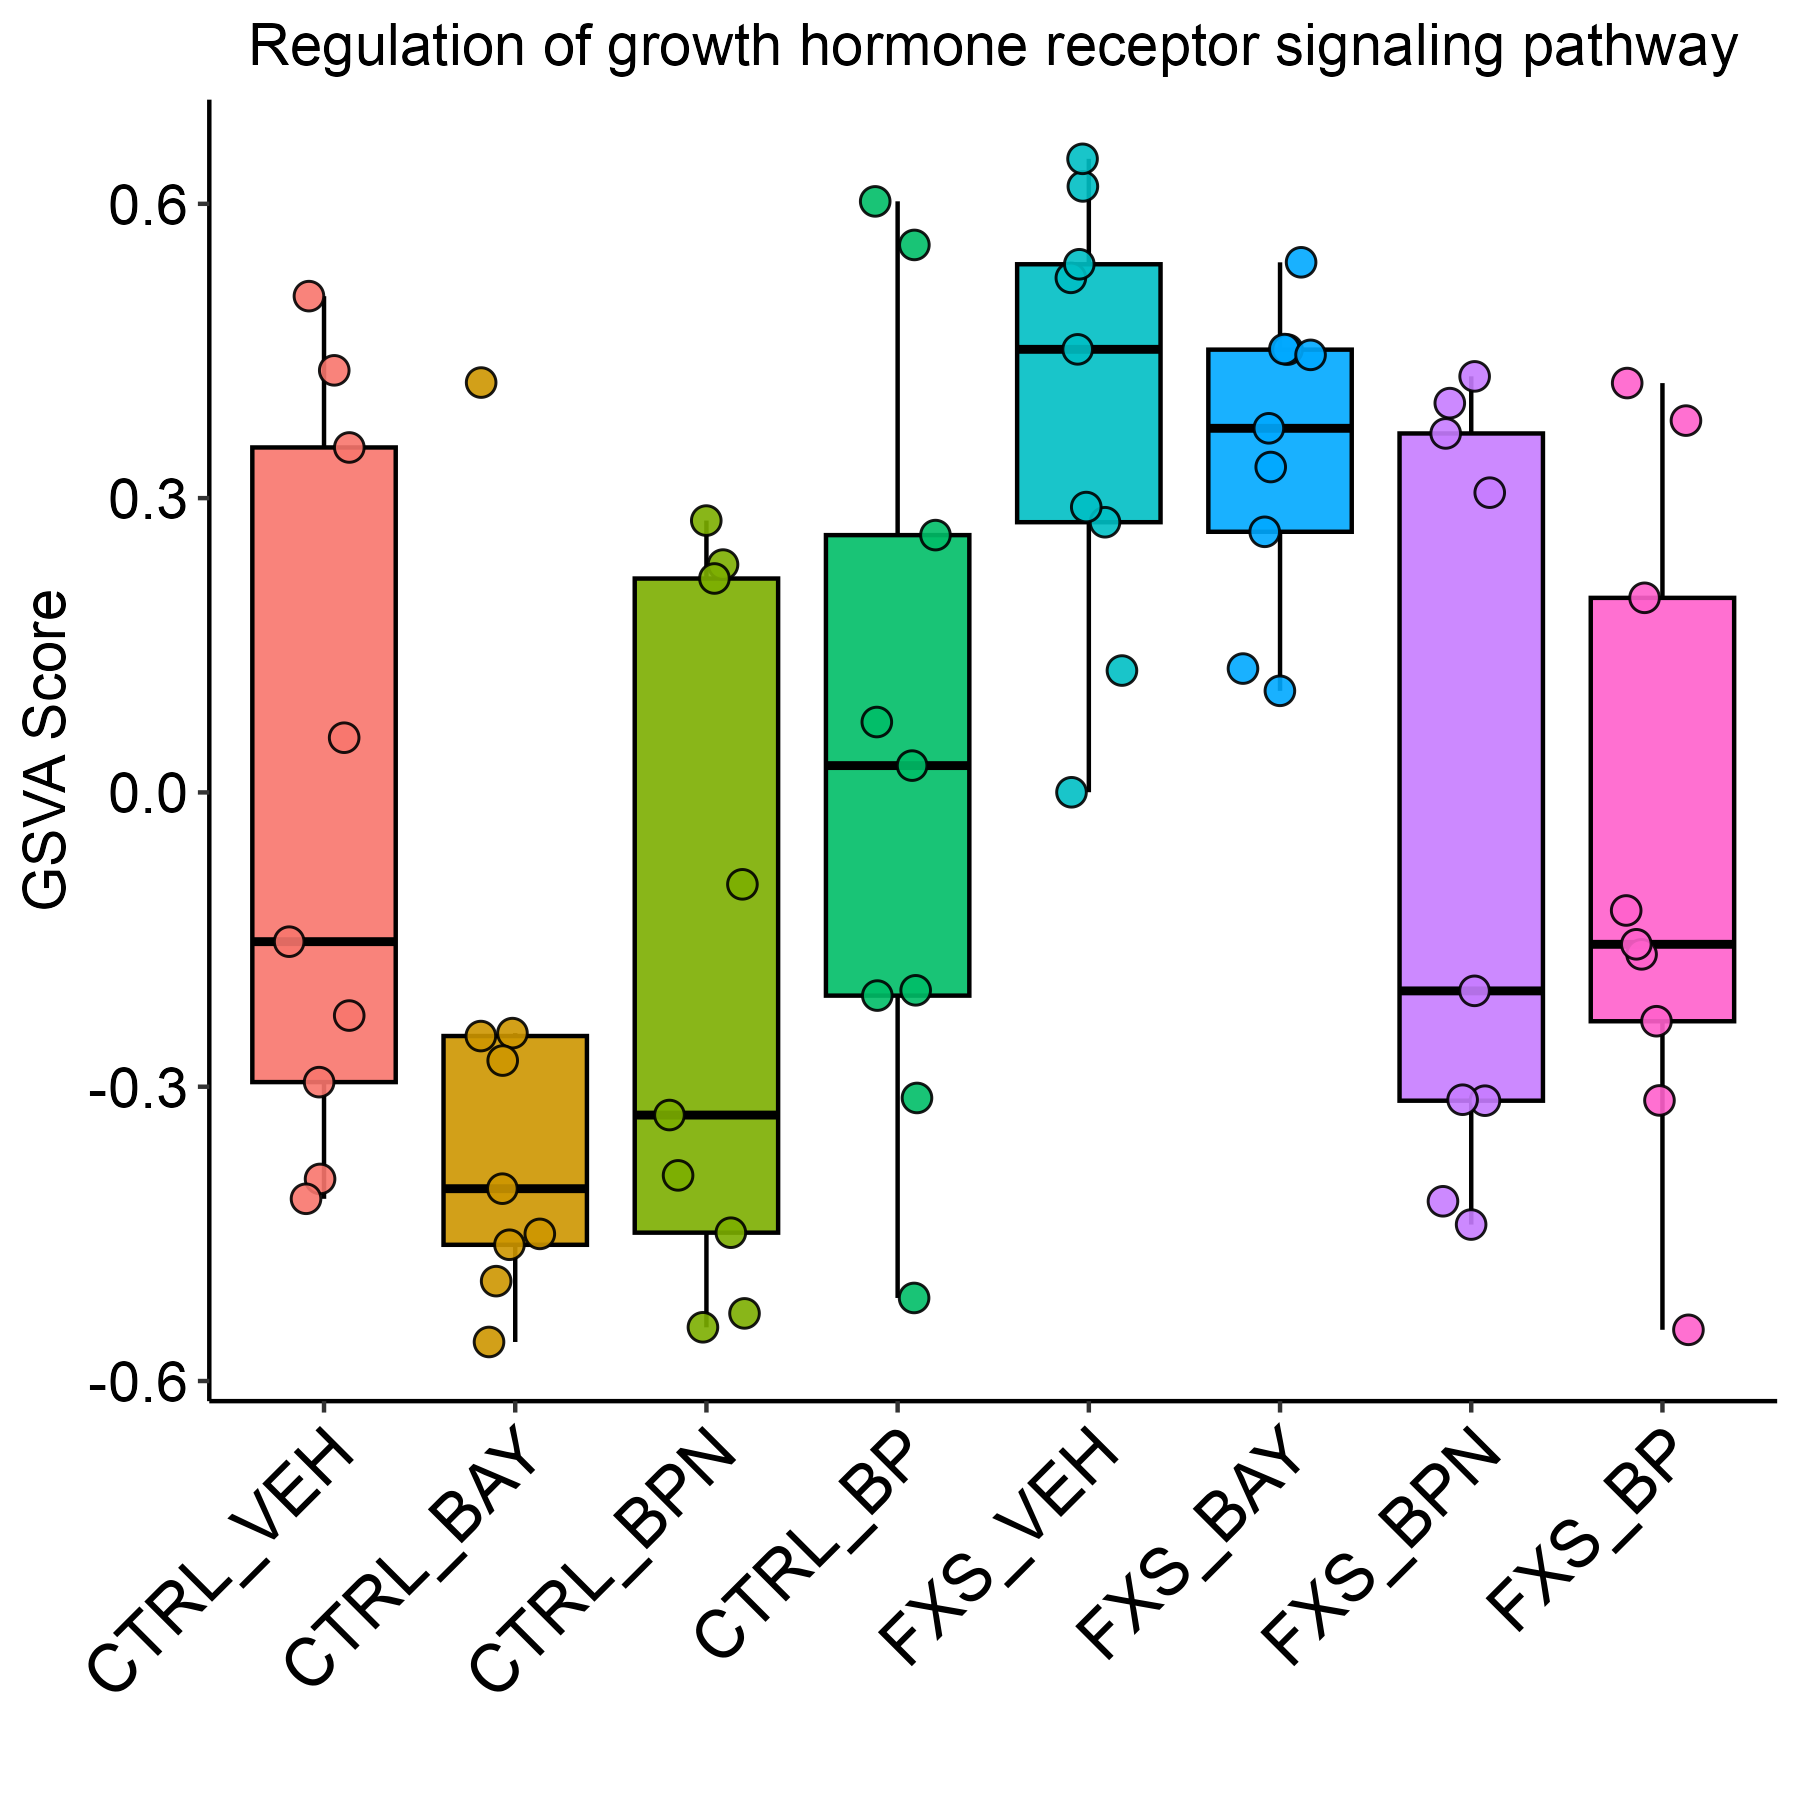 Regulation of growth hormone receptor signaling pathway
GSVA Score
0.6
0.3
0.0
-0.3
-0.6
CTRL_VEH
CTRL_BAY
CTRL_BPN
CTRL_BP
FXS_VEH
FXS_BAY
FXS_BPN
FXS_BP